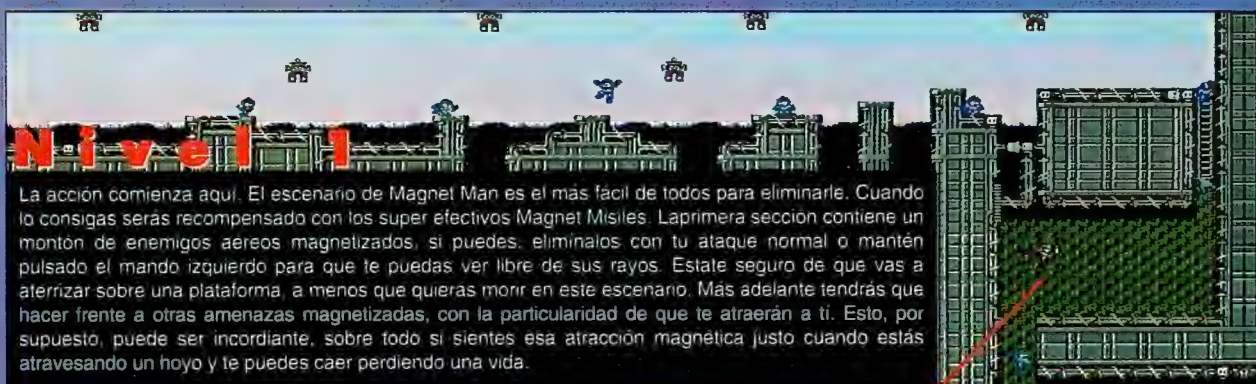 Nivel 1
La acción comienza aquí. El escenario de Magnet Man es el más fácil de todos para eliminarle. Cuando
lo consigas serás recompensado con los super efectivos Magnet Misiles. Laprimera sección contiene un
montón de enemigos aéreos magnetizados, si puedes, elimínalos con tu ataque normal o mantén
pulsado el mando izquierdo para que te puedas ver libre de sus rayos. Estate seguro de que vas a
aterrizar sobre una plataforma, a menos que quieras morir en este escenario. Más adelante tendrás que
hacer frente a otras amenazas magnetizadas, con la particularidad de que te atraerán a tí. Esto, por
supuesto, puede ser incordiante, sobre todo si sientes esa atracción magnética justo cuando estás
atravesando un hoyo y te puedes caer perdiendo una vida.